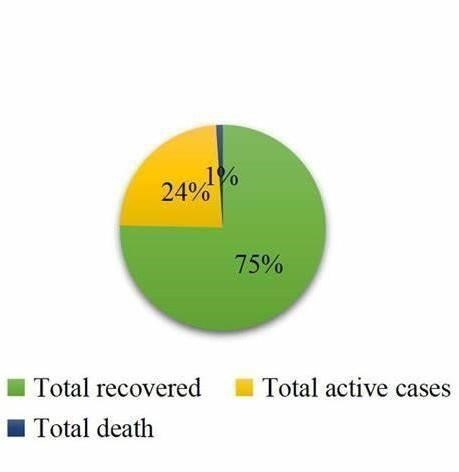 1%
24%
75%
Total recovered
Total active cases
Total death